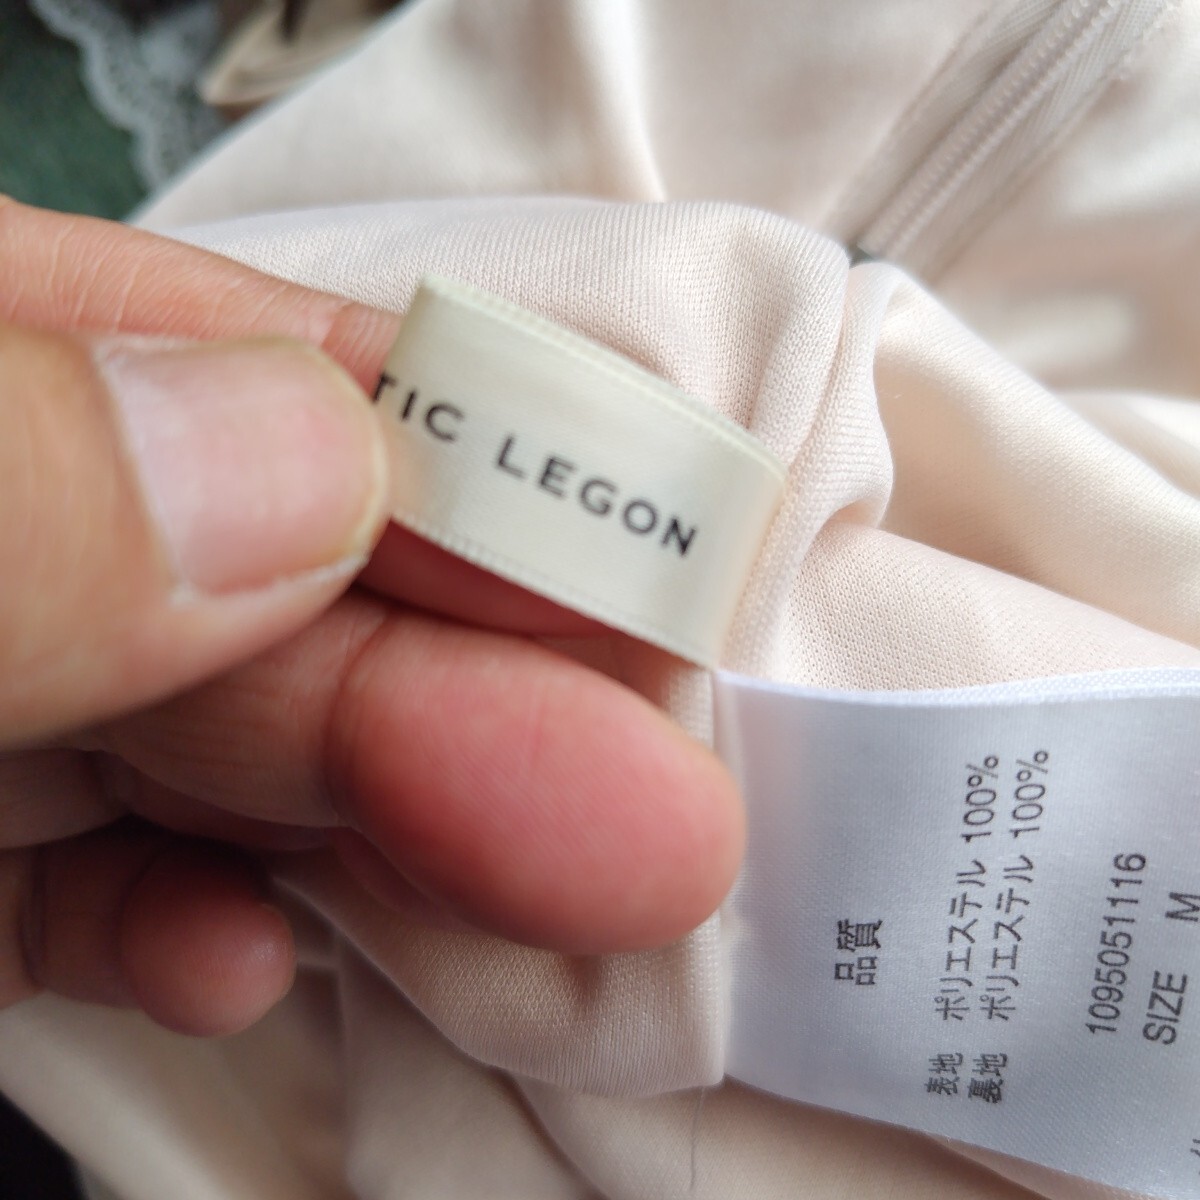 TIC LEGON
品質
表地 ポリエステル 100%
裏地 ポリエステル 100%
1095051116
SIZE M